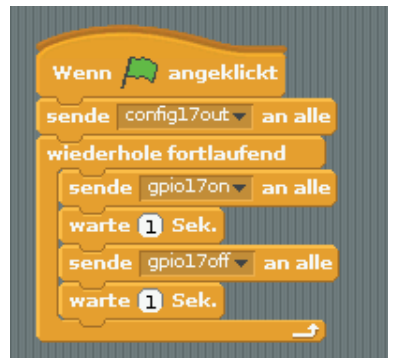 Wenn angeklickt
sende config17out an alle
wiederhole fortlaufend
sende gpio17on an alle
warte 1 Sek.
sende gpio17off an alle
warte 1 Sek.